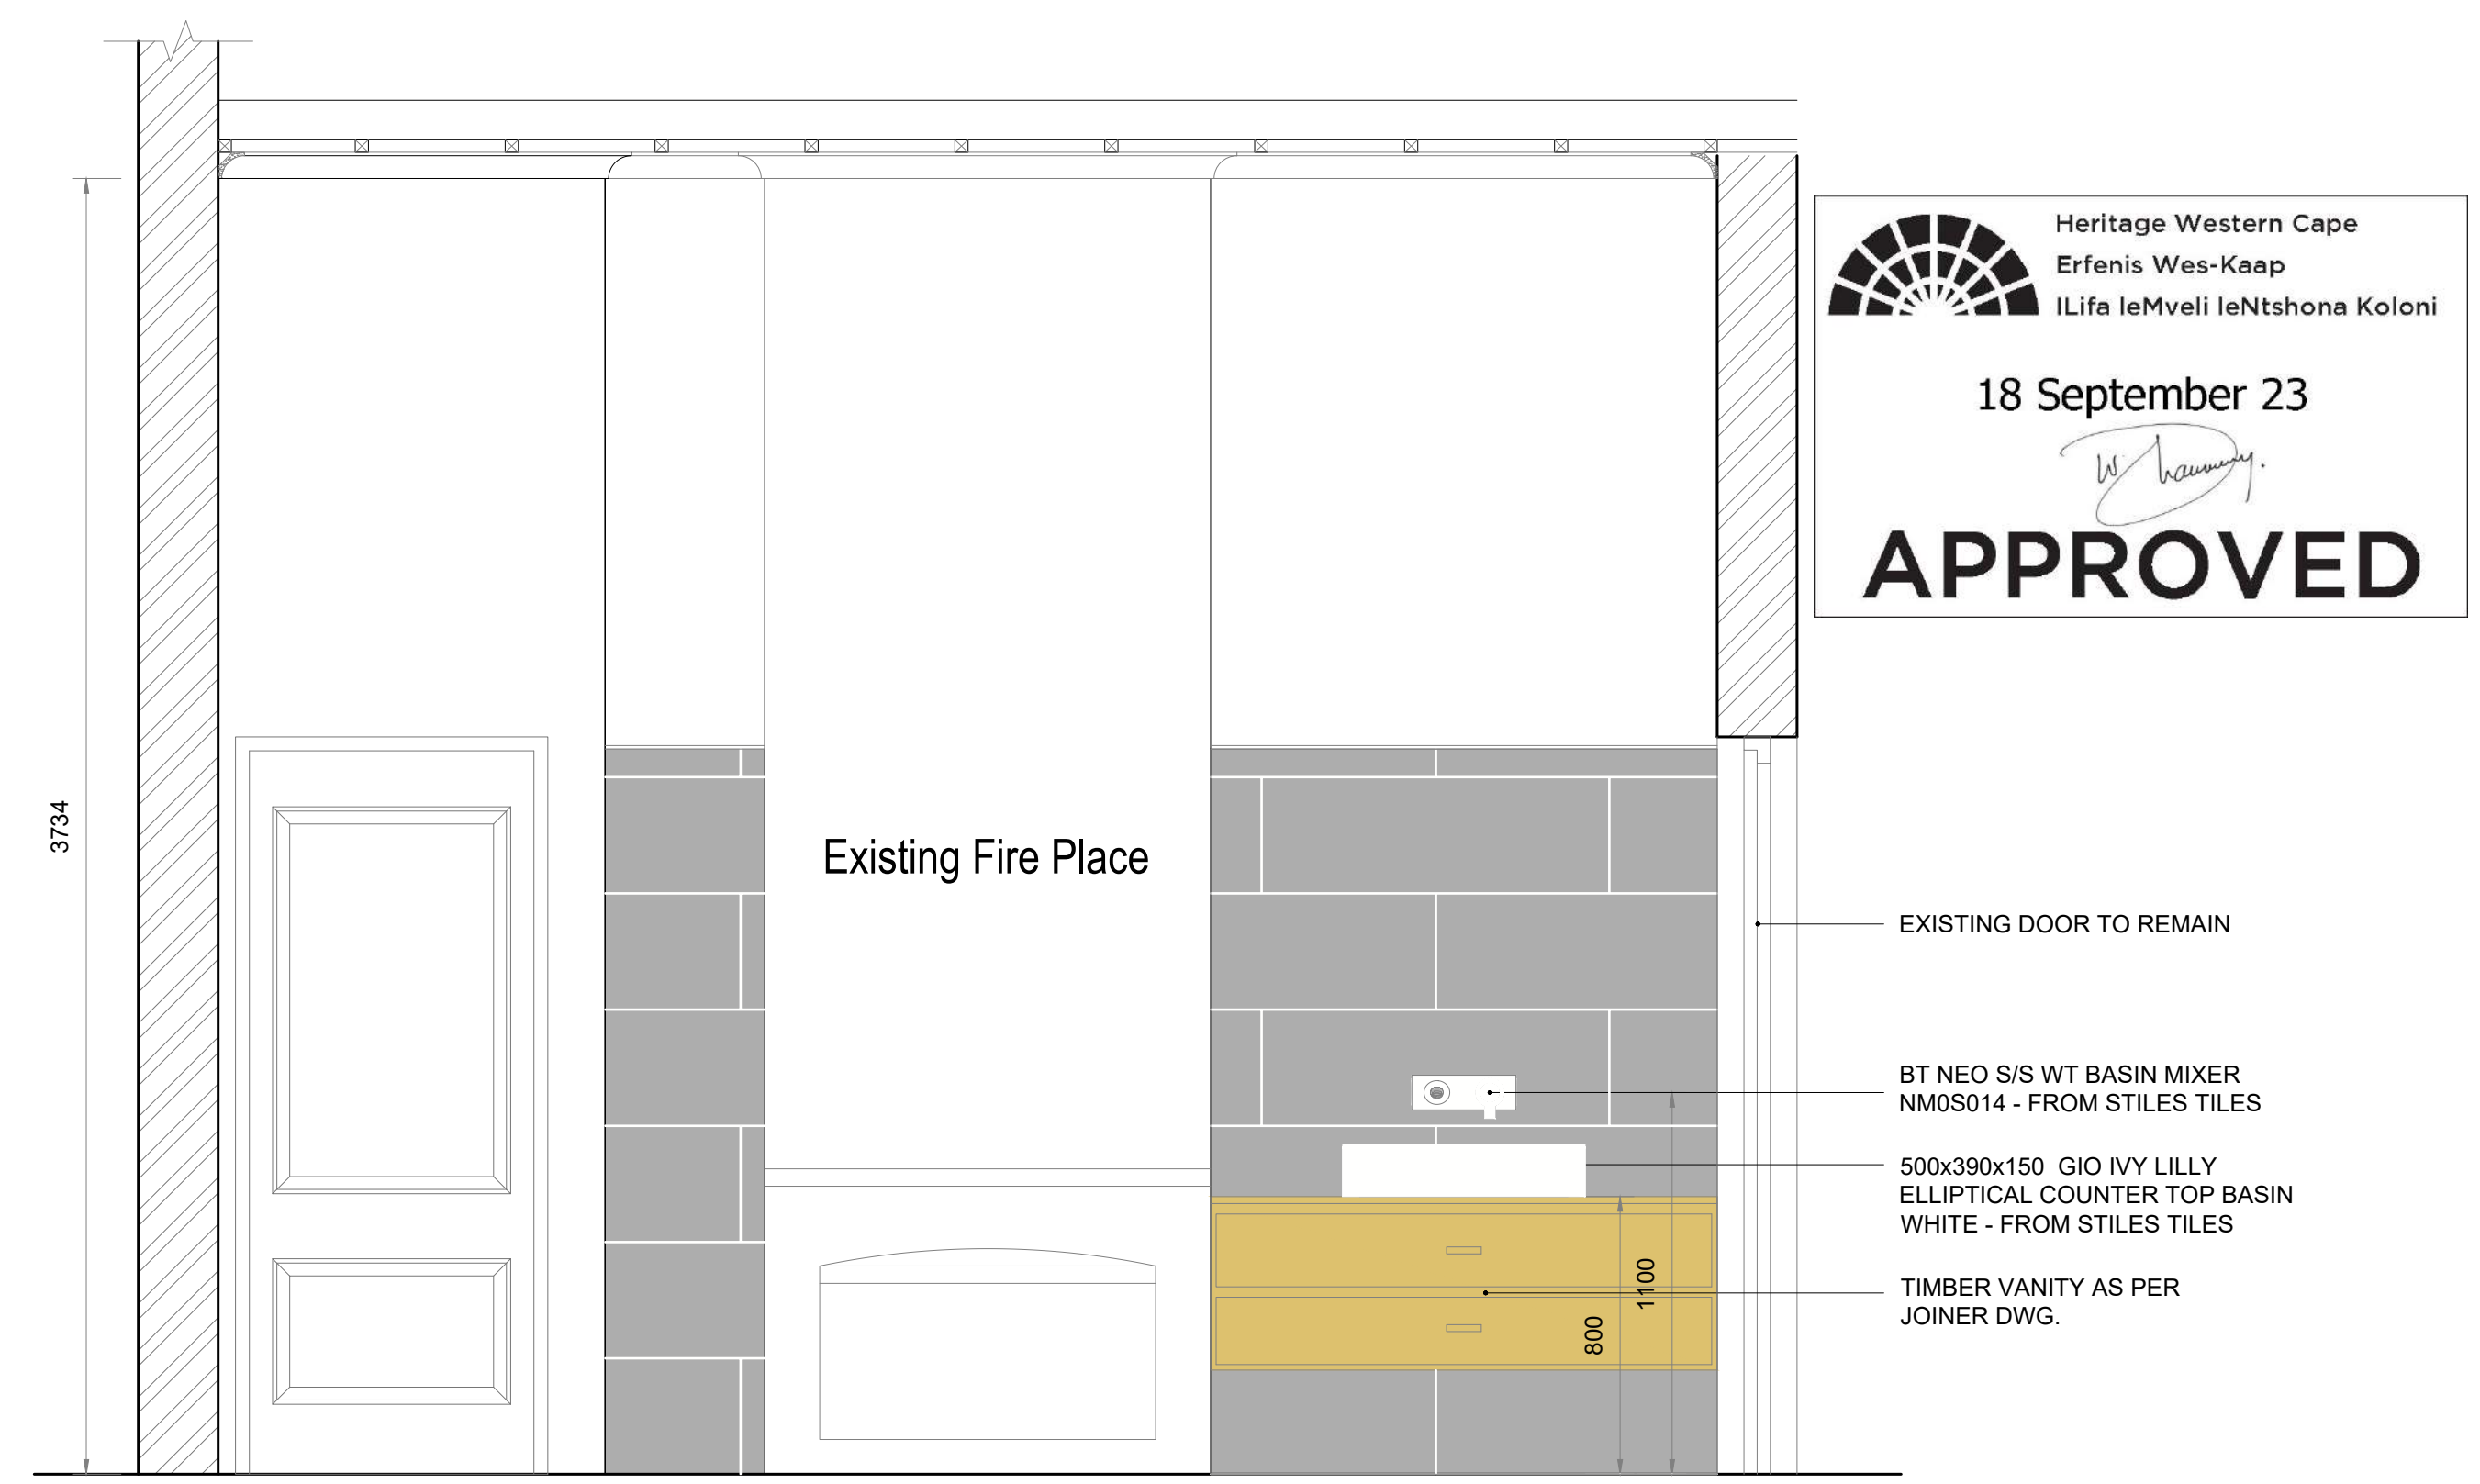 Heritage Western Cape
Erfenis Wes-Kaap
ILifa leMveli leNtshona Koloni
18 September 23
APPROVED
3734
Existing Fire Place
EXISTING DOOR TO REMAIN
BT NEO S/S WT BASIN MIXER
NM0S014 - FROM STILES TILES
500x390x150 GIO IVY LILLY
ELLIPTICAL COUNTER TOP BASIN
WHITE - FROM STILES TILES
1100
800
TIMBER VANITY AS PER
JOINER DWG.